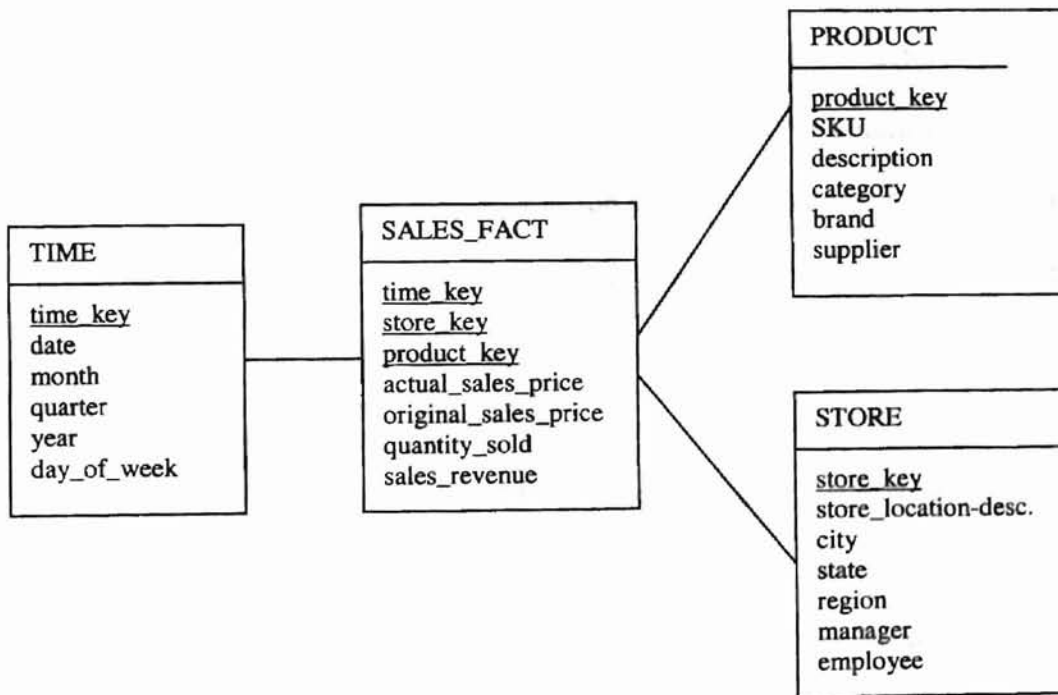 TIME
time_key
date
month
quarter
year
day_of_week
SALES_FACT
time_key
store_key
product_key
actual_sales_price
original_sales_price
quantity_sold
sales_revenue
PRODUCT
product_key
SKU
description
category
brand
supplier
STORE
store_key
store_location-desc.
city
state
region
manager
employee